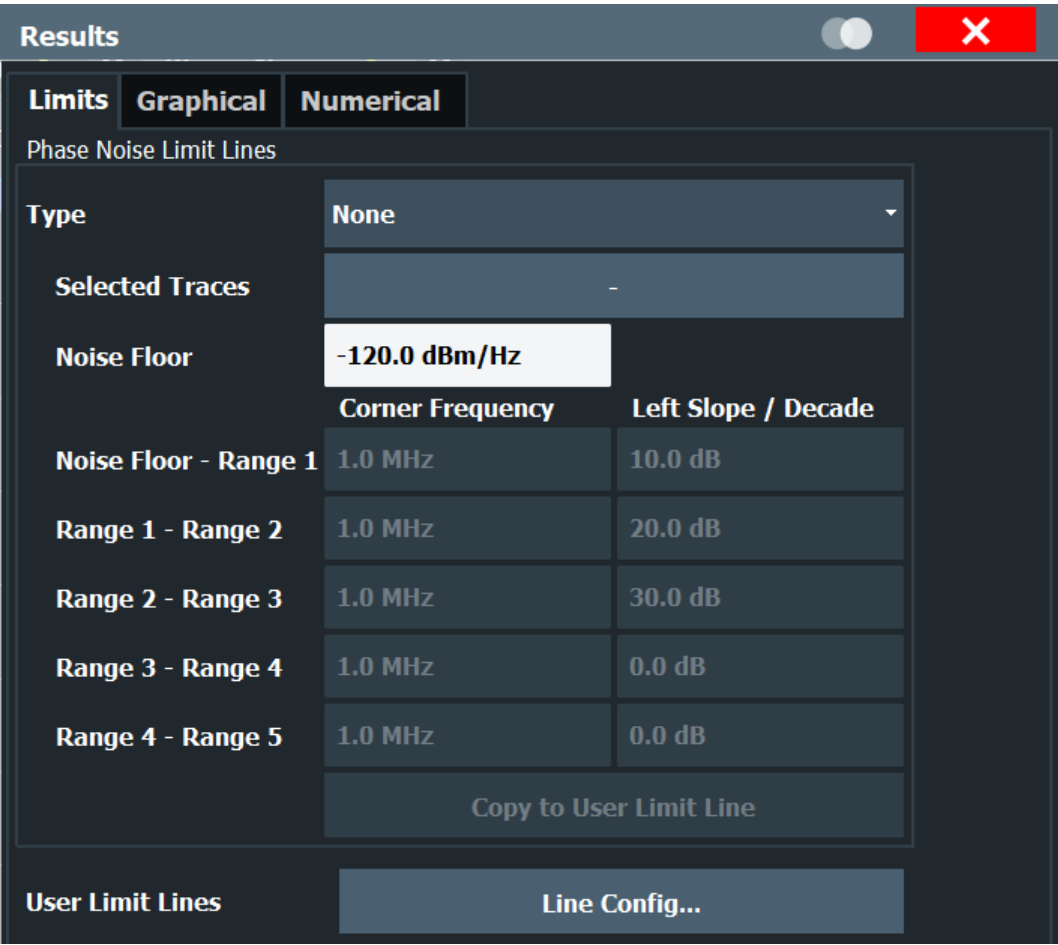 Results
Limits Graphical Numerical
Phase Noise Limit Lines
Type None
Selected Traces -
Noise Floor -120.0 dBm/Hz
Corner Frequency Left Slope / Decade
Noise Floor - Range 1 1.0 MHz 10.0 dB
Range 1 - Range 2 1.0 MHz 20.0 dB
Range 2 - Range 3 1.0 MHz 30.0 dB
Range 3 - Range 4 1.0 MHz 0.0 dB
Range 4 - Range 5 1.0 MHz 0.0 dB
Copy to User Limit Line
User Limit Lines Line Config...